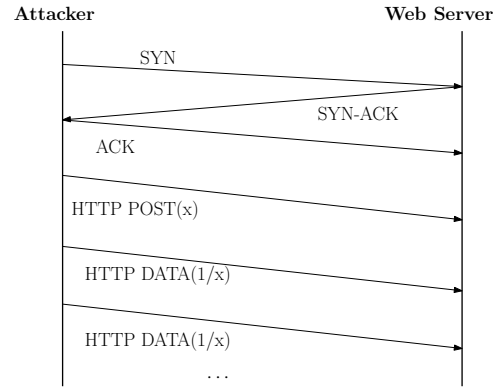 Attacker
Web Server
SYN
SYN-ACK
ACK
HTTP POST(x)
HTTP DATA(1/x)
HTTP DATA(1/x)
...